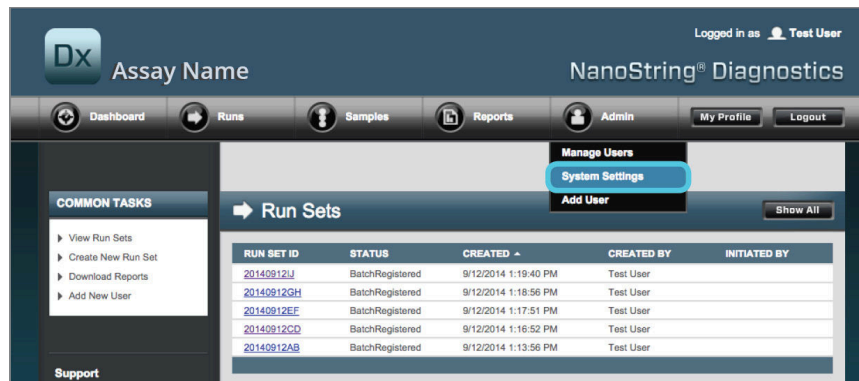 Logged in as Test User
Dx Assay Name
NanoString® Diagnostics
Dashboard Runs Samples Reports Admin My Profile Logout
Manage Users
System Settings
Add User
COMMON TASKS
View Run Sets
Create New Run Set
Download Reports
Add New User
Support
Run Sets Show All
RUN SET ID STATUS CREATED CREATED BY INITIATED BY
20140912IJ BatchRegistered 9/12/2014 1:19:40 PM Test User
20140912GH BatchRegistered 9/12/2014 1:18:56 PM Test User
20140912EF BatchRegistered 9/12/2014 1:17:51 PM Test User
20140912CD BatchRegistered 9/12/2014 1:16:52 PM Test User
20140912AB BatchRegistered 9/12/2014 1:13:56 PM Test User